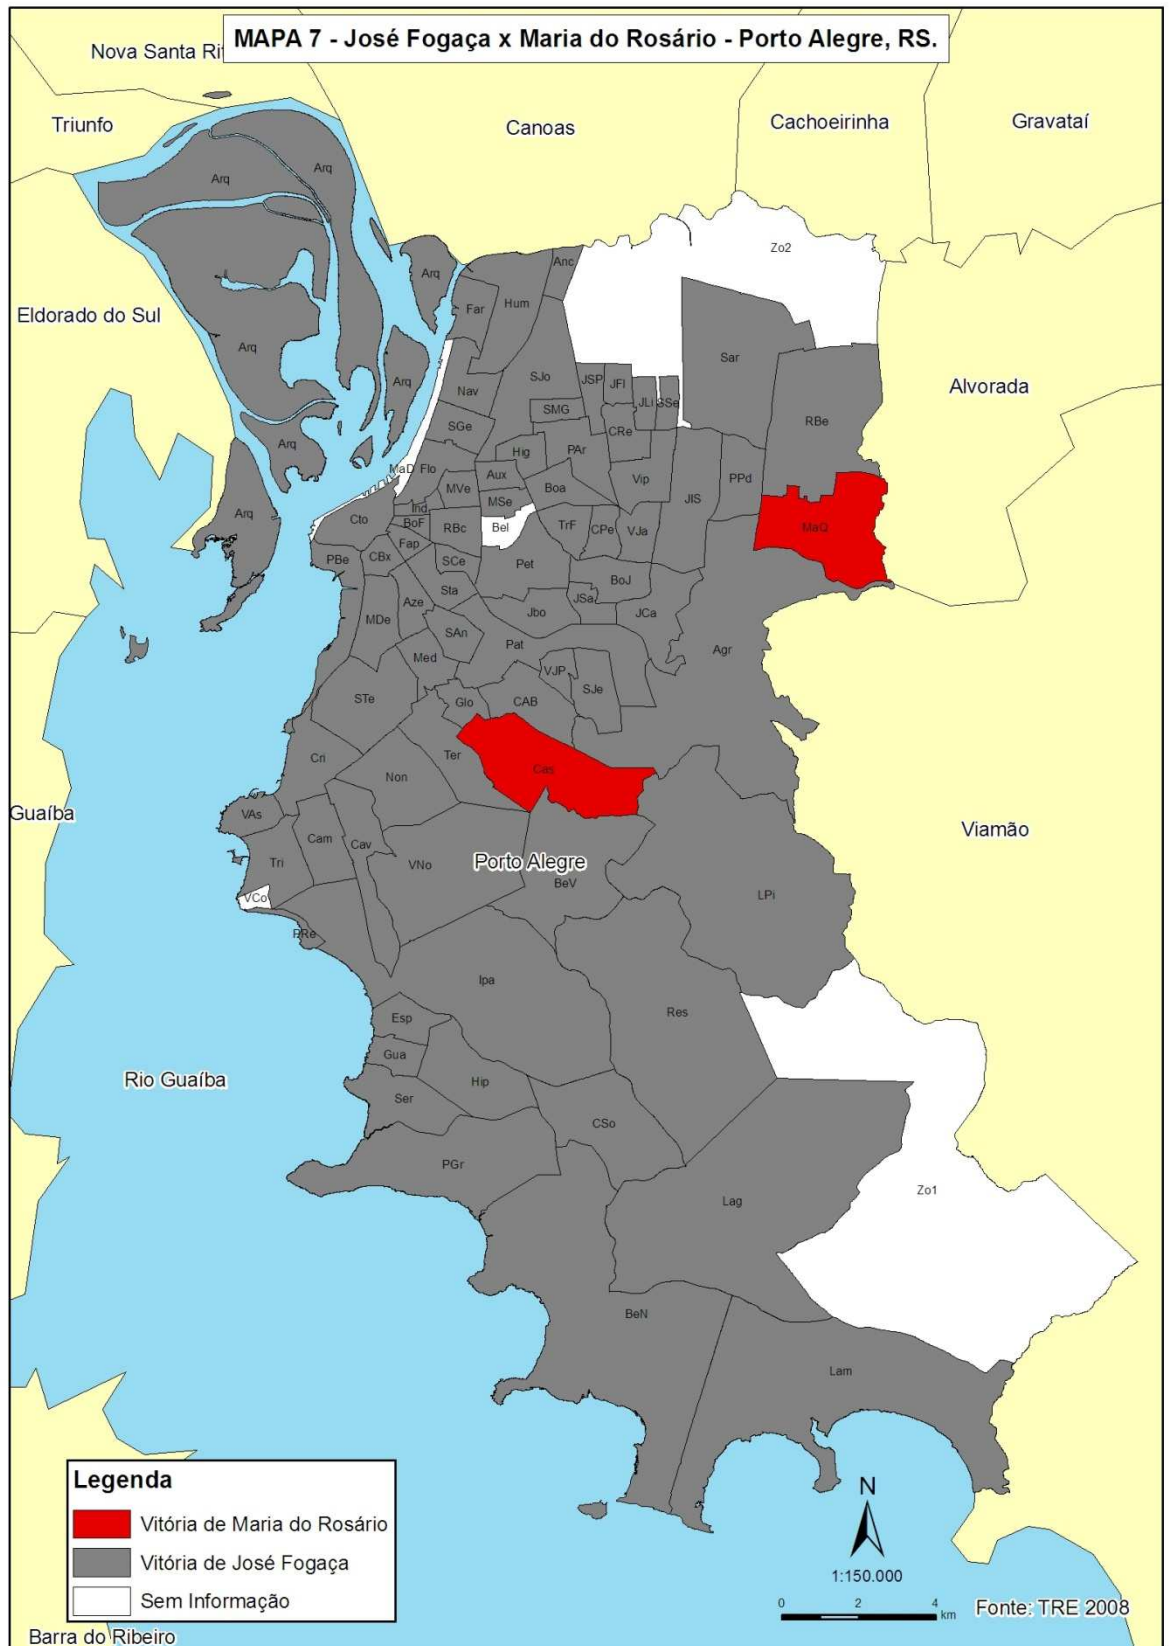 MAPA 7 - José Fogaça x Maria do Rosário - Porto Alegre, RS.
Nova Santa Rit
Triunfo
Canoas
Cachoeirinha
Gravataí
Arq
Arq
Zo2
Anc
Arq
Far
Hum
Eldorado do Sul
Arq
Arq
Sar
SJo
JSP
JFI
Nav
JLi
SSe
Alvorada
SMG
RBe
SGe
CRe
Arq
Hig
PAr
MaD
Flo
Aux
Vip
PPd
MVe
Boa
JIS
MSe
Arq
Ind
Cto
BoF
RBc
Bel
TrF
CPe
VJa
MaQ
Fap
PBe
CBx
SCe
Pet
BoJ
Sta
JSa
Aze
Jbo
JCa
MDe
SAn
Pat
Agr
Med
VJP
SJe
STe
Glo
CAB
Cri
Ter
Cas
Non
Guaíba
VAs
Viamão
Cam
Cav
Tri
VNo
Porto Alegre
BeV
LPi
VCo
PRe
Ipa
Res
Esp
Gua
Rio Guaíba
Hip
Ser
CSo
PGr
Zo1
Lag
BeN
Lam
Legenda
Vitória de Maria do Rosário
Vitória de José Fogaça
Sem Informação
N
1:150.000
0 2 4
km
Fonte: TRE 2008
Barra do Ribeiro